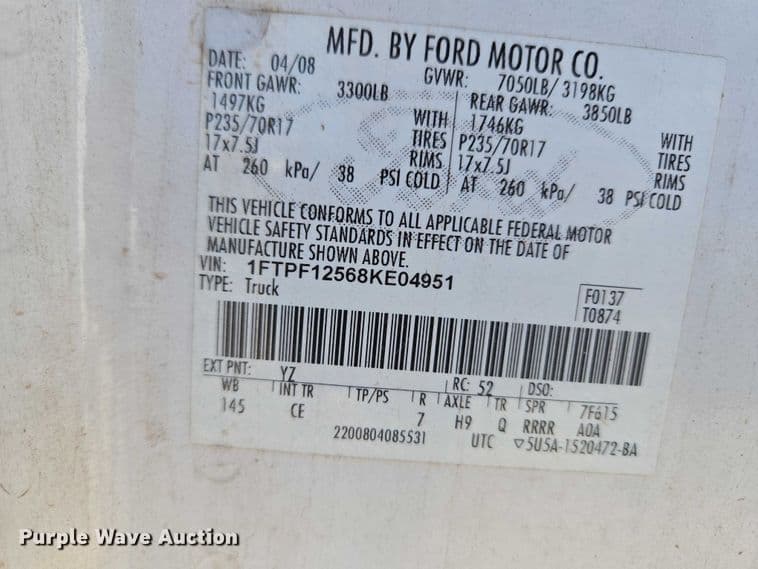 MFD. BY FORD MOTOR CO.
DATE: 04/08 GVWR: 7050LB/ 3198KG
FRONT GAWR: 3300LB REAR GAWR: 3850LB
1497KG WITH 1746KG WITH
P235/70R17 TIRES P235/70R17 TIRES
17x7.5J RIMS 17x7.5J RIMS
AT 260 kPa/ 38 PSI COLD AT 260 kPa/ 38 PSI COLD
Ford
THIS VEHICLE CONFORMS TO ALL APPLICABLE FEDERAL MOTOR
VEHICLE SAFETY STANDARDS IN EFFECT ON THE DATE OF
MANUFACTURE SHOWN ABOVE.
VIN: 1FTPF12568KE04951
TYPE: Truck
F0137
T0874
EXT PNT: YZ RC: 52 DSO:
WB INT TR TP/PS R AXLE TR SPR 7F615
145 CE 7 H9 Q RRRR AOA
2200804085531 UTC ▽5U5A-1520472-BA
Purple Wave Auction